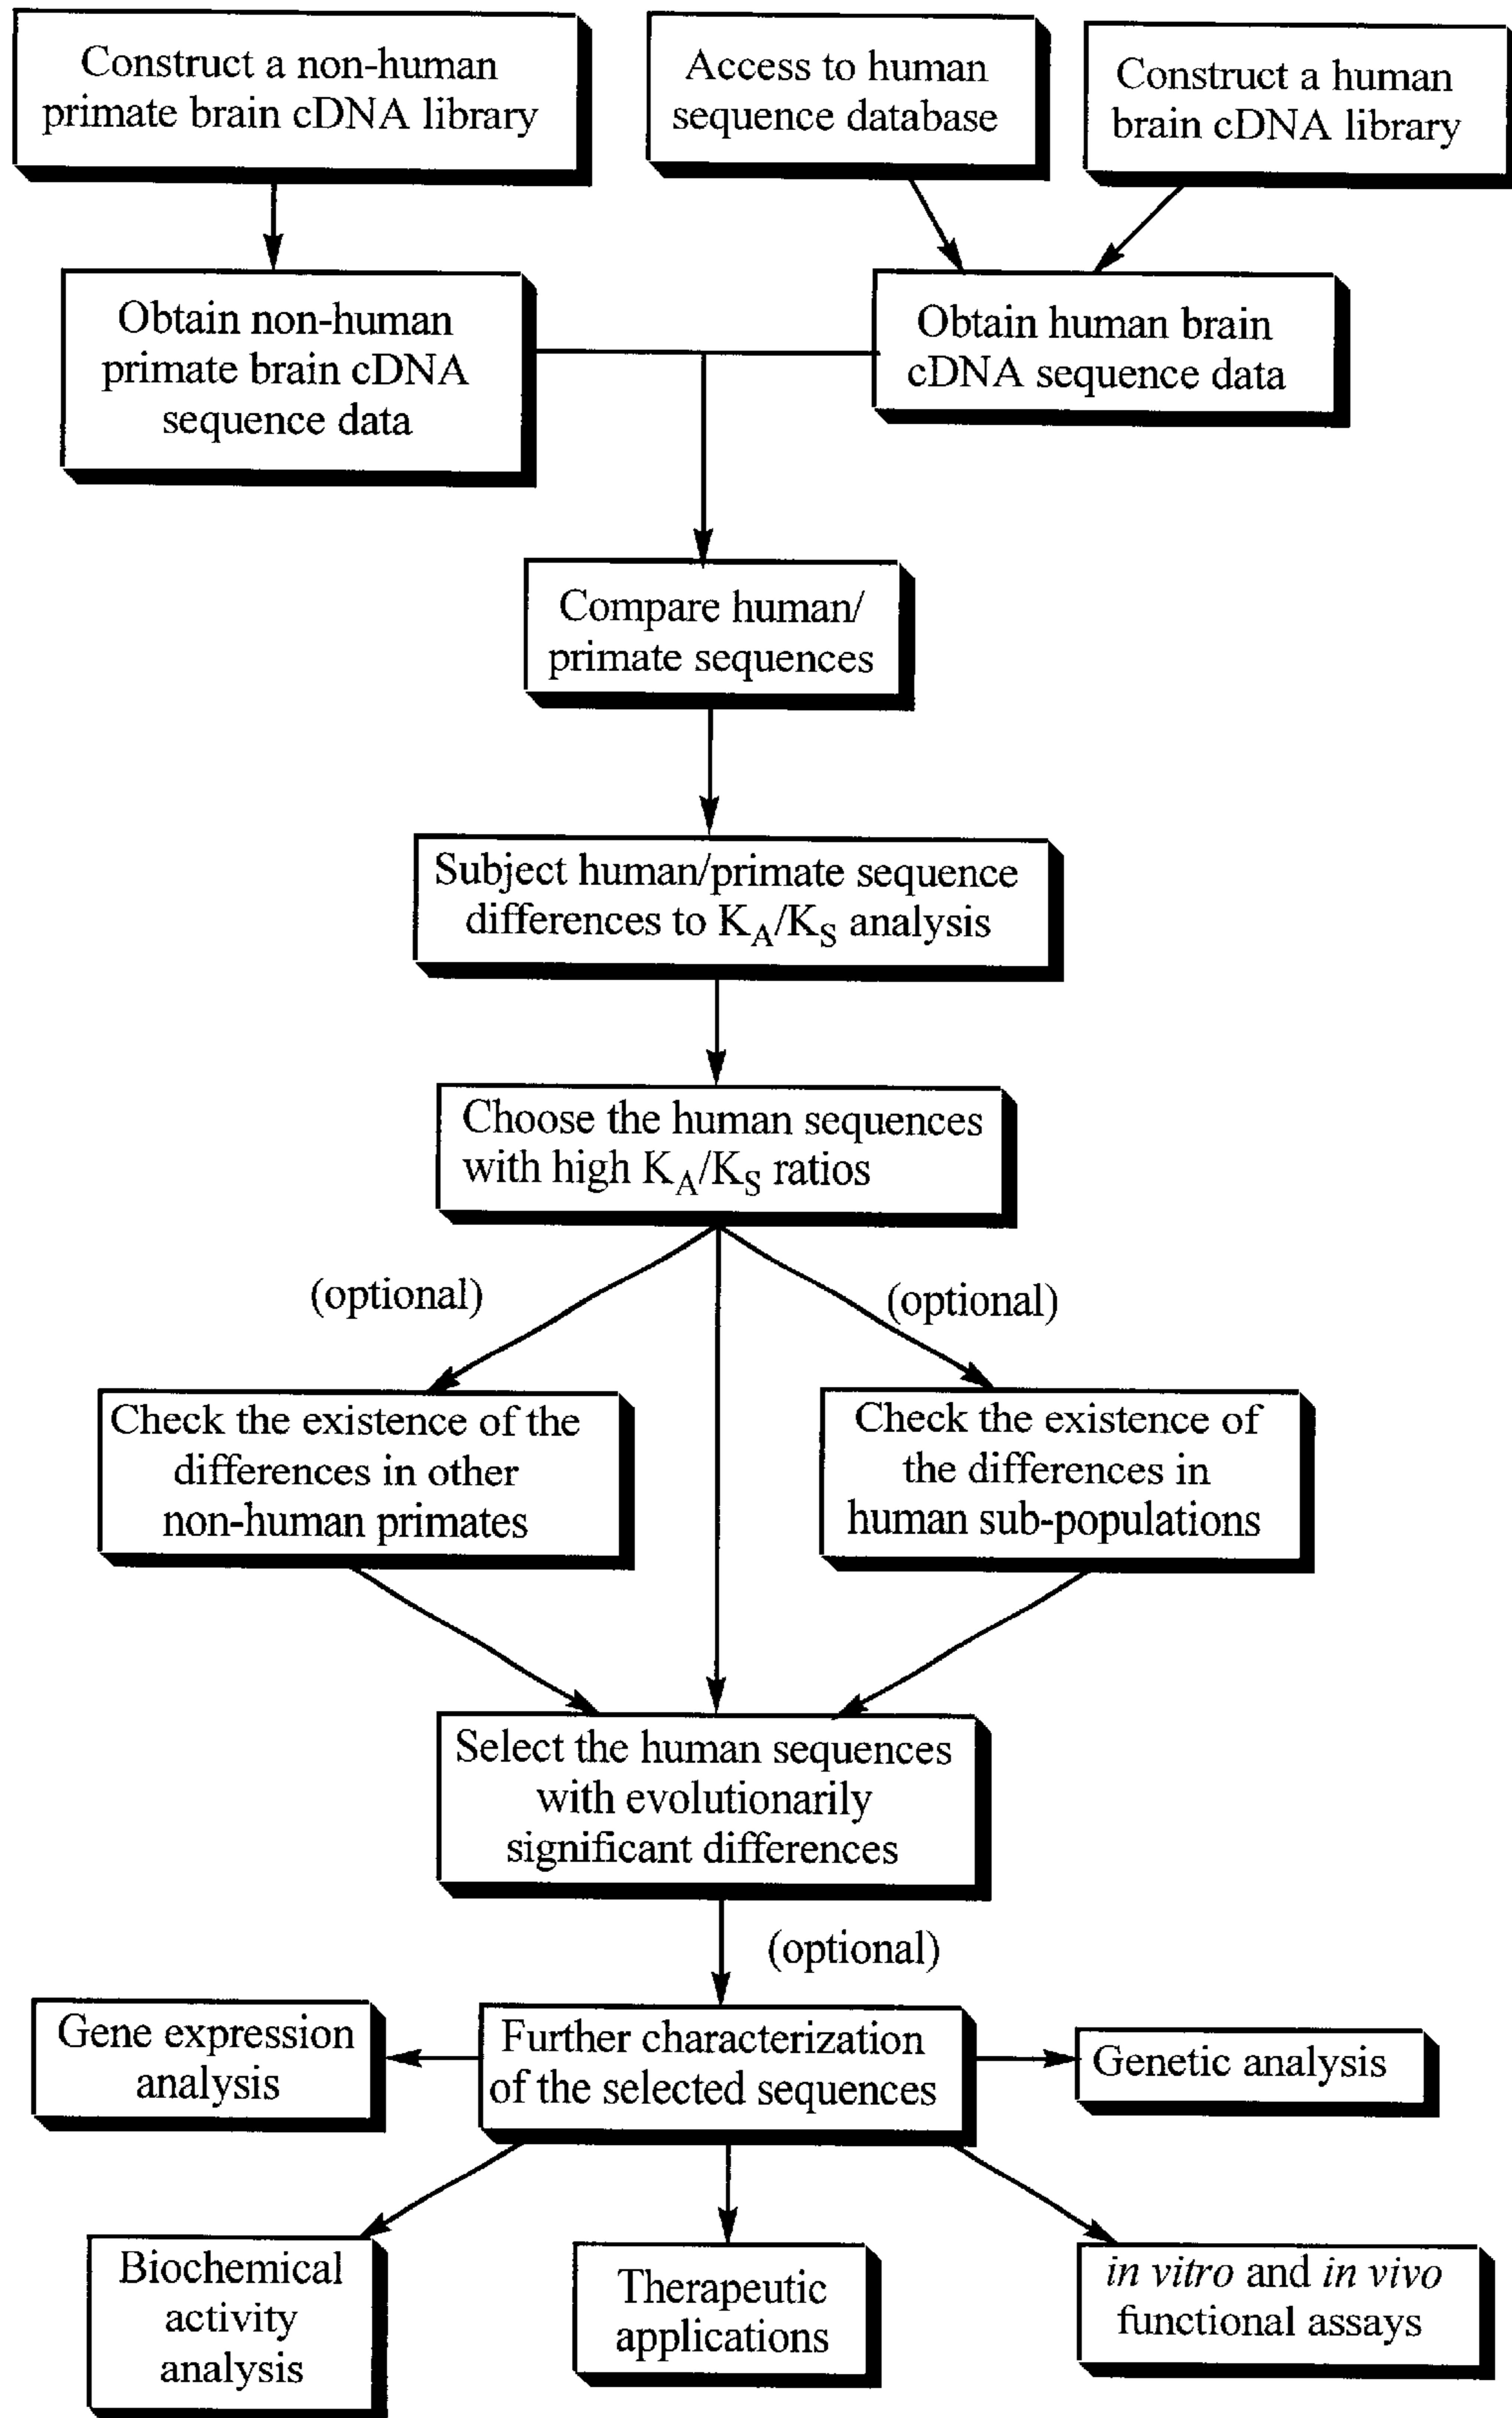 Construct a non-human
primate brain cDNA library
Access to human
sequence database
Construct a human
brain cDNA library
Obtain non-human
primate brain cDNA
sequence data
Obtain human brain
cDNA sequence data
Compare human/
primate sequences
Subject human/primate sequence
differences to K_A/K_S analysis
Choose the human sequences
with high K_A/K_S ratios
(optional)
(optional)
Check the existence of the
differences in other
non-human primates
Check the existence of
the differences in
human sub-populations
Select the human sequences
with evolutionarily
significant differences
(optional)
Gene expression
analysis
Further characterization
of the selected sequences
Genetic analysis
Biochemical
activity
analysis
Therapeutic
applications
in vitro and in vivo
functional assays